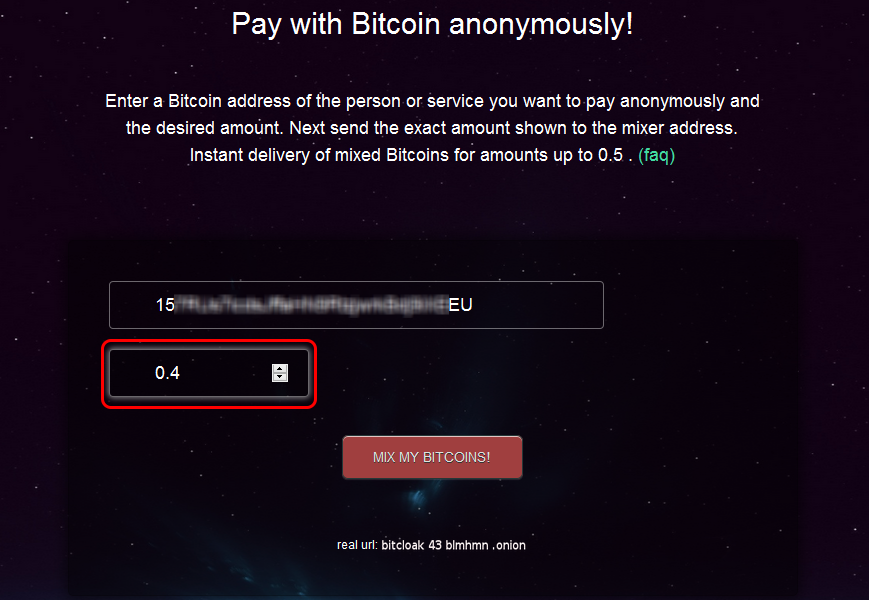 Pay with Bitcoin anonymously!
Enter a Bitcoin address of the person or service you want to pay anonymously and
the desired amount. Next send the exact amount shown to the mixer address.
Instant delivery of mixed Bitcoins for amounts up to 0.5 . (faq)
15 EU
0.4
MIX MY BITCOINS!
real url: bitcloak 43 blmhmn .onion